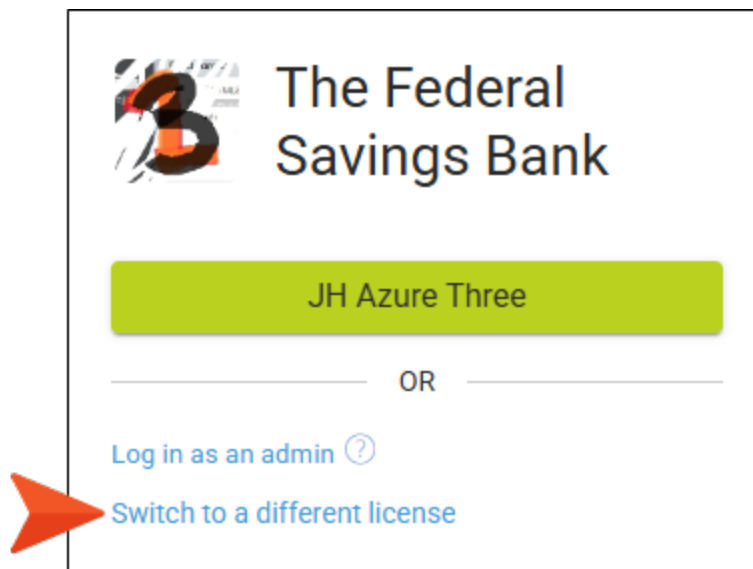 The Federal
Savings Bank
JH Azure Three
OR
Log in as an admin ?
Switch to a different license